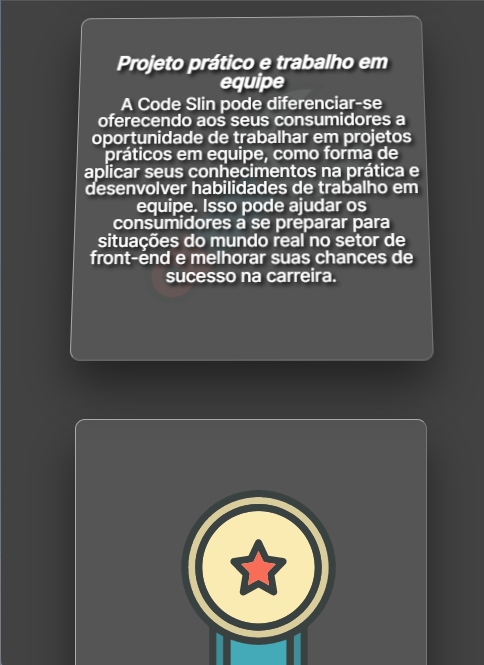 Projeto prático e trabalho em
equipe
A Code Slin pode diferenciar-se
oferecendo aos seus consumidores a
oportunidade de trabalhar em projetos
práticos em equipe, como forma de
aplicar seus conhecimentos na prática e
desenvolver habilidades de trabalho em
equipe. Isso pode ajudar os
consumidores a se preparar para
situações do mundo real no setor de
front-end e melhorar suas chances de
sucesso na carreira.